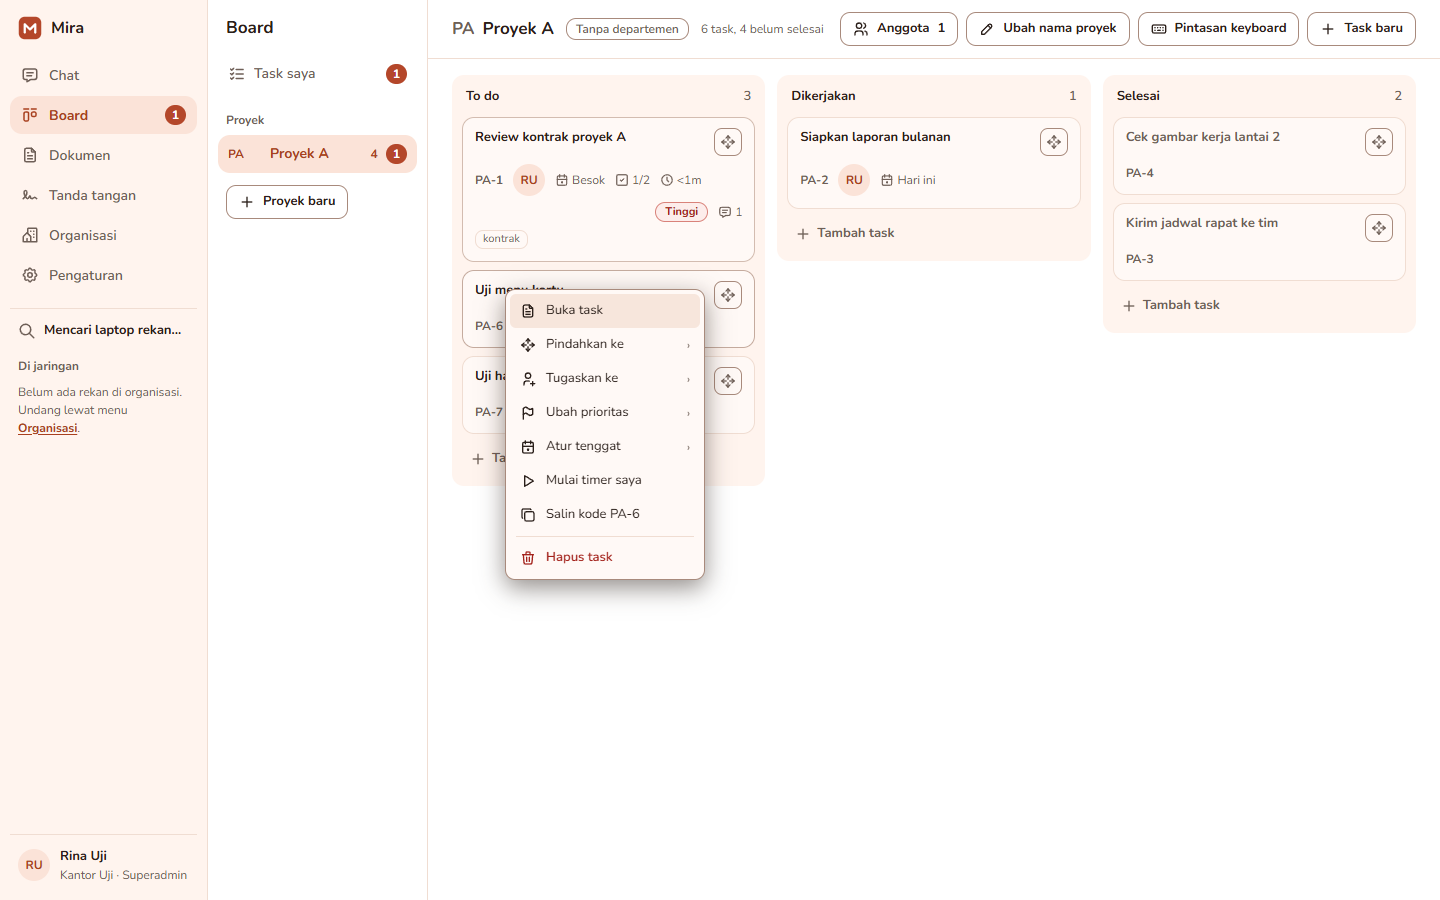 Mira
Chat
Board 1
Dokumen
Tanda tangan
Organisasi
Pengaturan
Mencari laptop rekan...
Di jaringan
Belum ada rekan di organisasi.
Undang lewat menu
Organisasi.
RU
Rina Uji
Kantor Uji · Superadmin
Board
Task saya 1
Proyek
PA Proyek A 4 1
Proyek baru
PA Proyek A Tanpa departemen 6 task, 4 belum selesai
Anggota 1
Ubah nama proyek
Pintasan keyboard
Task baru
To do 3
Review kontrak proyek A
PA-1 RU Besok 1/2 <1m
Tinggi 1
kontrak
Uji menu kartu
PA-6
Uji
PA-7
Buka task
Pindahkan ke
Tugaskan ke
Ubah prioritas
Atur tenggat
Mulai timer saya
Salin kode PA-6
Hapus task
Dikerjakan 1
Siapkan laporan bulanan
PA-2 RU Hari ini
Tambah task
Selesai 2
Cek gambar kerja lantai 2
PA-4
Kirim jadwal rapat ke tim
PA-3
Tambah task